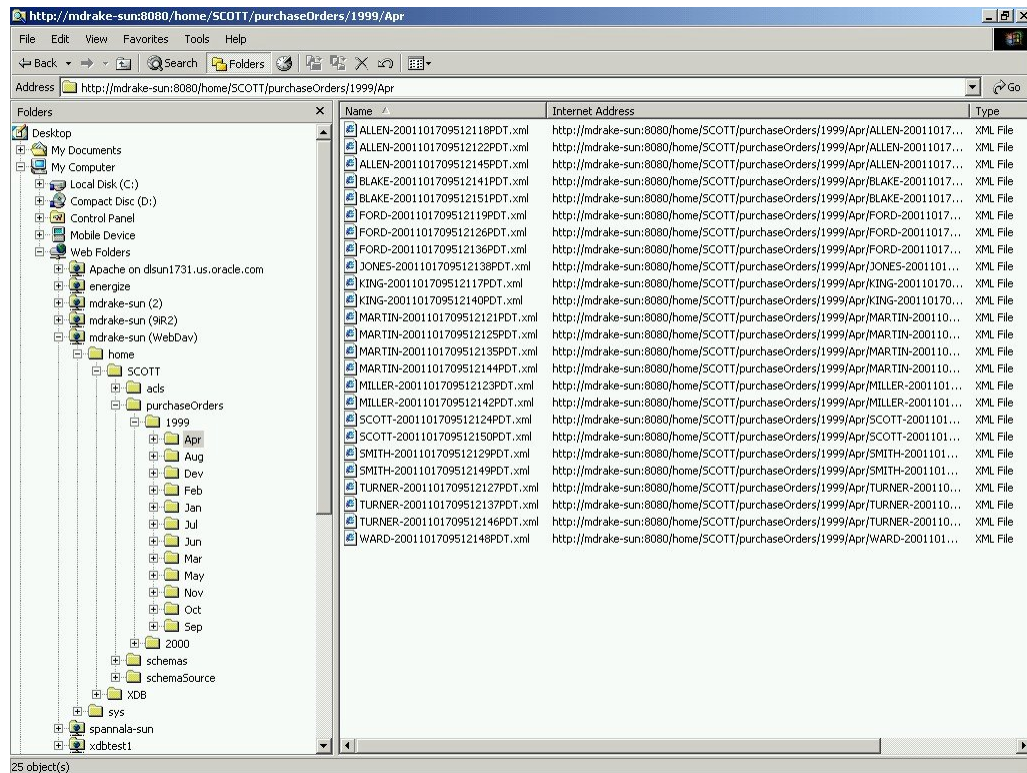 http://mdrake-sun:8080/home/SCOTT/purchaseOrders/1999/Apr
File Edit View Favorites Tools Help
Back Search Folders
Address http://mdrake-sun:8080/home/SCOTT/purchaseOrders/1999/Apr Go
Folders
Desktop
My Documents
My Computer
Local Disk (C:)
Compact Disc (D:)
Control Panel
Mobile Device
Web Folders
Apache on dlsun1731.us.oracle.com
energize
mdrake-sun (2)
mdrake-sun (9iR2)
mdrake-sun (WebDav)
home
SCOTT
acls
purchaseOrders
1999
Apr
Aug
Dev
Feb
Jan
Jul
Jun
Mar
May
Nov
Oct
Sep
2000
schemas
schemaSource
XDB
sys
spannala-sun
xdbtest1
Name Internet Address Type
ALLEN-2001101709512118PDT.xml http://mdrake-sun:8080/home/SCOTT/purchaseOrders/1999/Apr/ALLEN-20011017... XML File
ALLEN-2001101709512122PDT.xml http://mdrake-sun:8080/home/SCOTT/purchaseOrders/1999/Apr/ALLEN-20011017... XML File
ALLEN-2001101709512145PDT.xml http://mdrake-sun:8080/home/SCOTT/purchaseOrders/1999/Apr/ALLEN-20011017... XML File
BLAKE-2001101709512141PDT.xml http://mdrake-sun:8080/home/SCOTT/purchaseOrders/1999/Apr/BLAKE-20011017... XML File
BLAKE-2001101709512151PDT.xml http://mdrake-sun:8080/home/SCOTT/purchaseOrders/1999/Apr/BLAKE-20011017... XML File
FORD-2001101709512119PDT.xml http://mdrake-sun:8080/home/SCOTT/purchaseOrders/1999/Apr/FORD-20011017... XML File
FORD-2001101709512126PDT.xml http://mdrake-sun:8080/home/SCOTT/purchaseOrders/1999/Apr/FORD-20011017... XML File
FORD-2001101709512136PDT.xml http://mdrake-sun:8080/home/SCOTT/purchaseOrders/1999/Apr/FORD-20011017... XML File
JONES-2001101709512138PDT.xml http://mdrake-sun:8080/home/SCOTT/purchaseOrders/1999/Apr/JONES-2001101... XML File
KING-2001101709512117PDT.xml http://mdrake-sun:8080/home/SCOTT/purchaseOrders/1999/Apr/KING-200110170... XML File
KING-2001101709512140PDT.xml http://mdrake-sun:8080/home/SCOTT/purchaseOrders/1999/Apr/KING-200110170... XML File
MARTIN-2001101709512121PDT.xml http://mdrake-sun:8080/home/SCOTT/purchaseOrders/1999/Apr/MARTIN-200110... XML File
MARTIN-2001101709512125PDT.xml http://mdrake-sun:8080/home/SCOTT/purchaseOrders/1999/Apr/MARTIN-200110... XML File
MARTIN-2001101709512135PDT.xml http://mdrake-sun:8080/home/SCOTT/purchaseOrders/1999/Apr/MARTIN-200110... XML File
MARTIN-2001101709512144PDT.xml http://mdrake-sun:8080/home/SCOTT/purchaseOrders/1999/Apr/MARTIN-200110... XML File
MILLER-2001101709512123PDT.xml http://mdrake-sun:8080/home/SCOTT/purchaseOrders/1999/Apr/MILLER-2001101... XML File
MILLER-2001101709512142PDT.xml http://mdrake-sun:8080/home/SCOTT/purchaseOrders/1999/Apr/MILLER-2001101... XML File
SCOTT-2001101709512124PDT.xml http://mdrake-sun:8080/home/SCOTT/purchaseOrders/1999/Apr/SCOTT-2001101... XML File
SCOTT-2001101709512150PDT.xml http://mdrake-sun:8080/home/SCOTT/purchaseOrders/1999/Apr/SCOTT-2001101... XML File
SMITH-2001101709512129PDT.xml http://mdrake-sun:8080/home/SCOTT/purchaseOrders/1999/Apr/SMITH-2001101... XML File
SMITH-2001101709512149PDT.xml http://mdrake-sun:8080/home/SCOTT/purchaseOrders/1999/Apr/SMITH-2001101... XML File
TURNER-2001101709512127PDT.xml http://mdrake-sun:8080/home/SCOTT/purchaseOrders/1999/Apr/TURNER-200110... XML File
TURNER-2001101709512137PDT.xml http://mdrake-sun:8080/home/SCOTT/purchaseOrders/1999/Apr/TURNER-200110... XML File
TURNER-2001101709512146PDT.xml http://mdrake-sun:8080/home/SCOTT/purchaseOrders/1999/Apr/TURNER-200110... XML File
WARD-2001101709512148PDT.xml http://mdrake-sun:8080/home/SCOTT/purchaseOrders/1999/Apr/WARD-2001101... XML File
25 object(s)